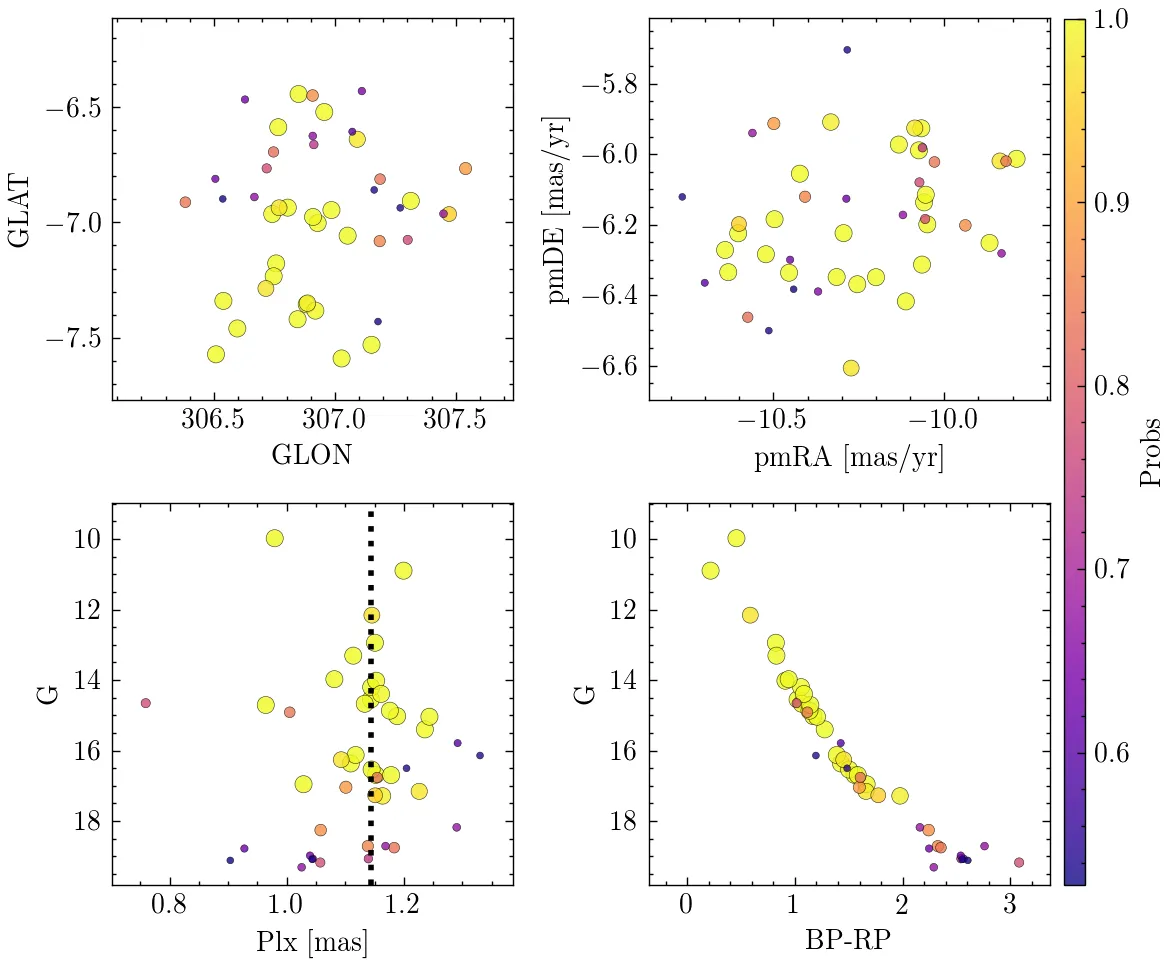 −6.5
−7.0
−7.5
GLAT
306.5 307.0 307.5
GLON
−5.8
−6.0
−6.2
−6.4
−6.6
pmDE [mas/yr]
−10.5 −10.0
pmRA [mas/yr]
10
12
14
16
18
G
0.8 1.0 1.2
Plx [mas]
10
12
14
16
18
G
0 1 2 3
BP-RP
1.0
0.9
0.8
0.7
0.6
Probs